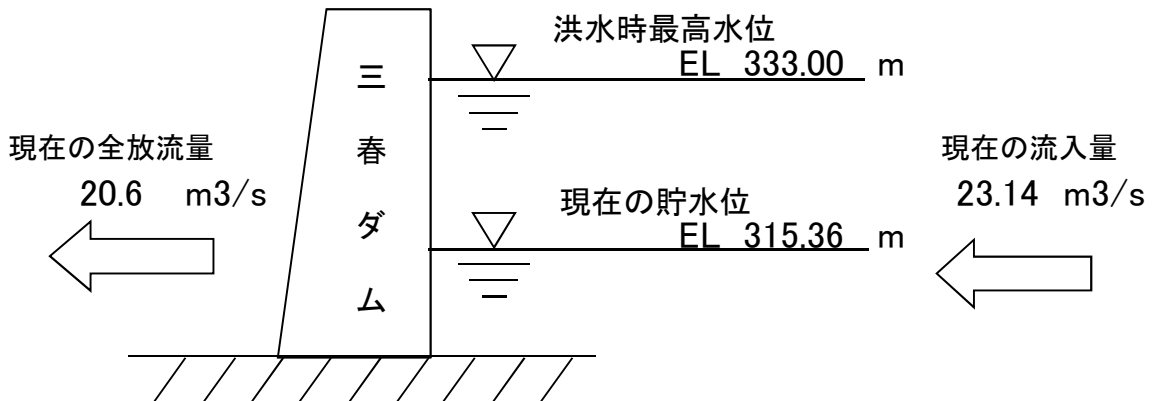 洪水時最高水位
EL 333.00 m
三春ダム
現在の全放流量
20.6 m3/s
現在の流入量
23.14 m3/s
現在の貯水位
EL 315.36 m